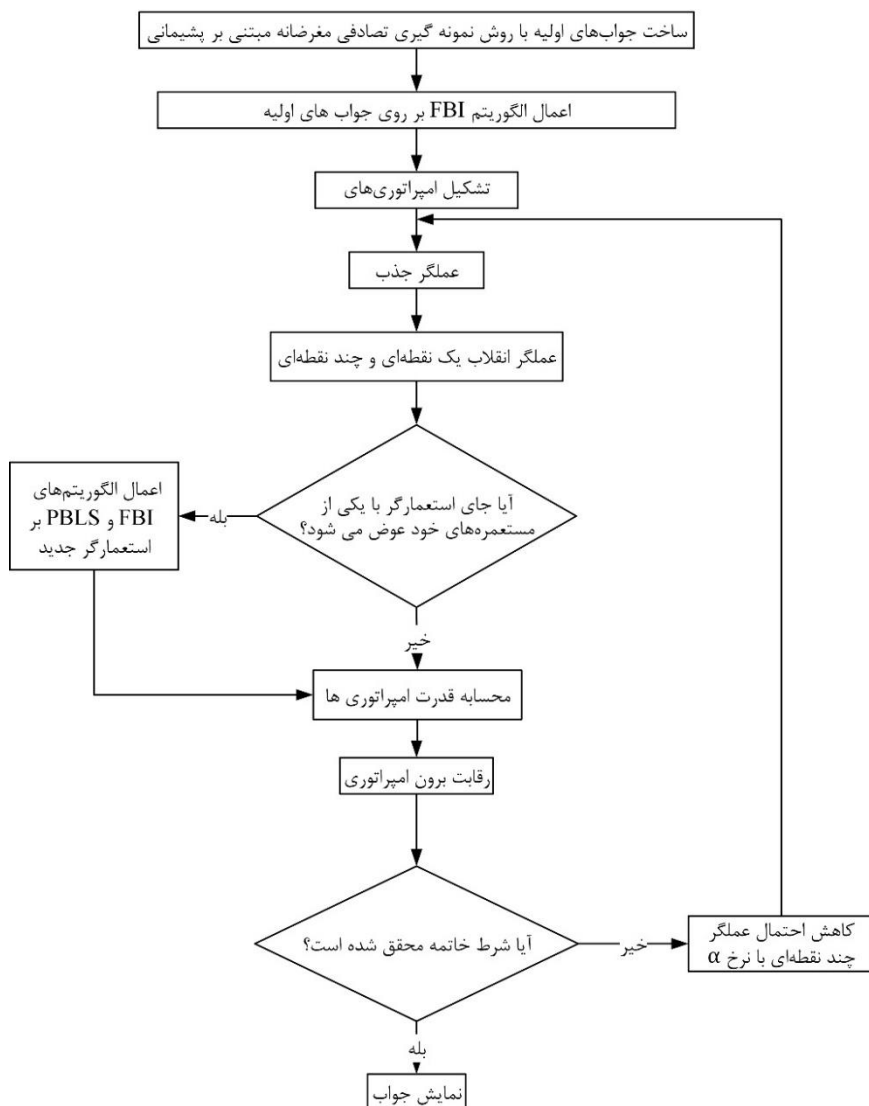 ساخت جواب‌های اولیه با روش نمونه گیری تصادفی مغرضانه مبتنی بر پشیمانی
اعمال الگوریتم FBI بر روی جواب های اولیه
تشکیل امپراتوری‌های
عملگر جذب
عملگر انقلاب یک نقطه‌ای و چند نقطه‌ای
آیا جای استعمارگر با یکی از
مستعمره‌های خود عوض می شود؟
بله
اعمال الگوریتم‌های
FBI و PBLS بر
استعمارگر جدید
خیر
محسابه قدرت امپراتوری ها
رقابت برون امپراتوری
آیا شرط خاتمه محقق شده است؟
خیر
کاهش احتمال عملگر
چند نقطه‌ای با نرخ α
بله
نمایش جواب